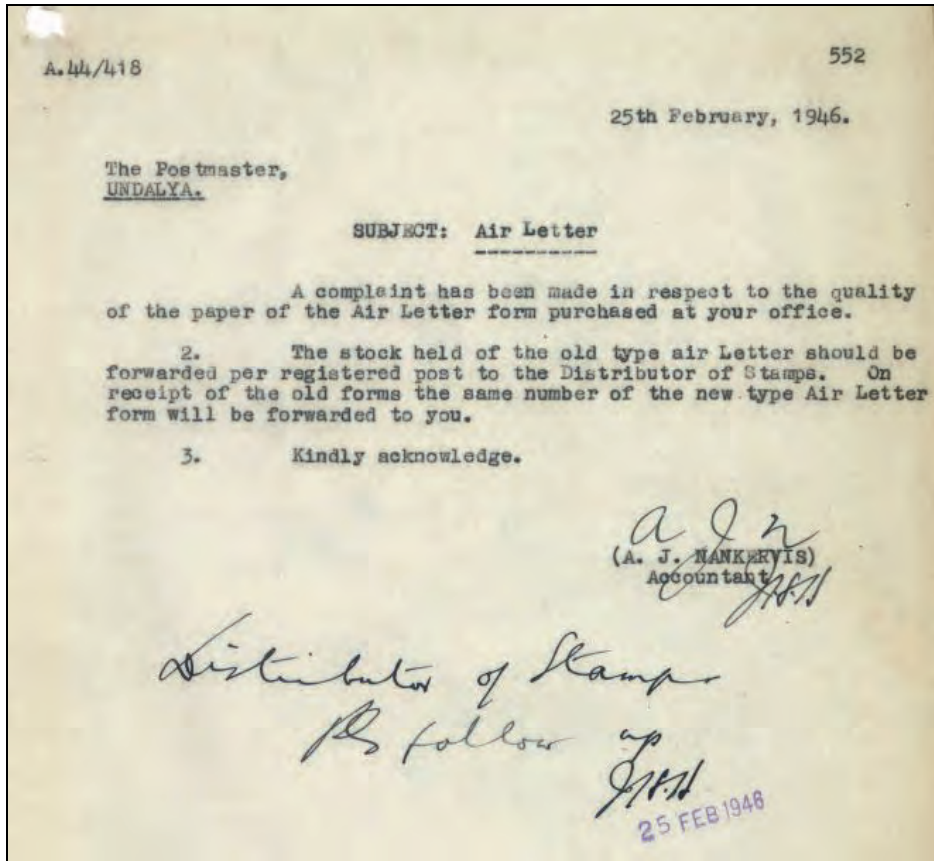 552
A.44/418
25th February, 1946.
The Postmaster,
UNDALYA.
SUBJECT: Air Letter
A complaint has been made in respect to the quality
of the paper of the Air Letter form purchased at your office.
2. The stock held of the old type air Letter should be
forwarded per registered post to the Distributor of Stamps. On
receipt of the old forms the same number of the new type Air Letter
form will be forwarded to you.
3. Kindly acknowledge.
A J N
(A. J. NANKERVIS)
Accountant
Distributor of Stamps
Pls follow up
25 FEB 1946